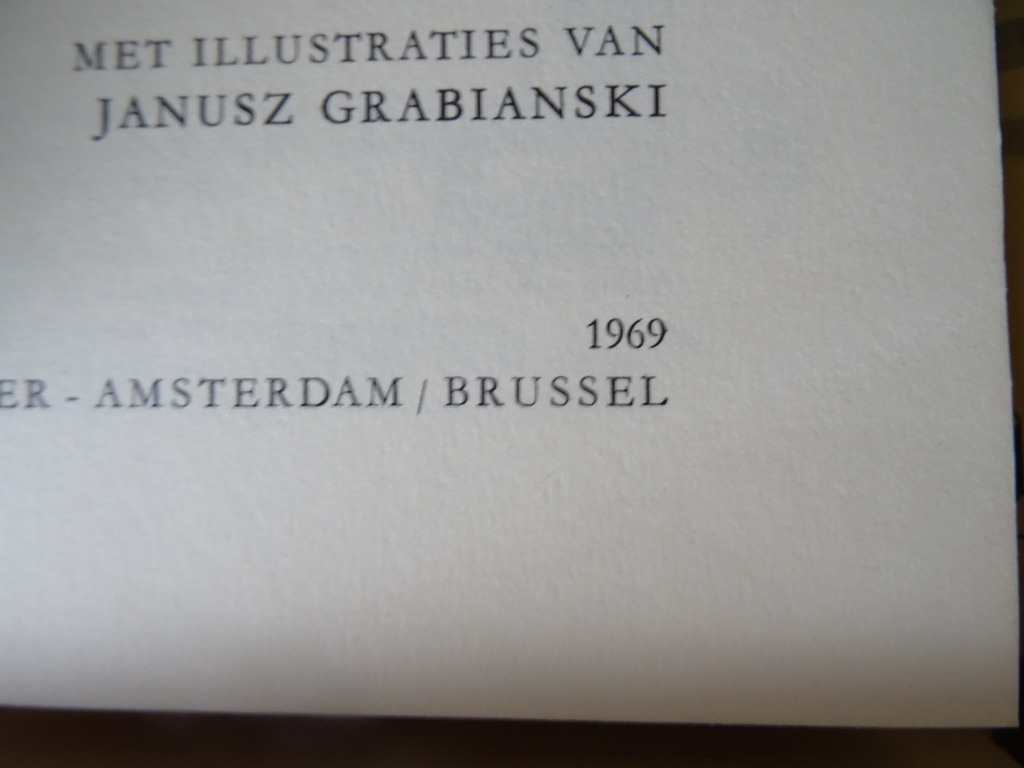 MET ILLUSTRATIES VAN
JANUSZ GRABIANSKI
1969
ER - AMSTERDAM / BRUSSEL